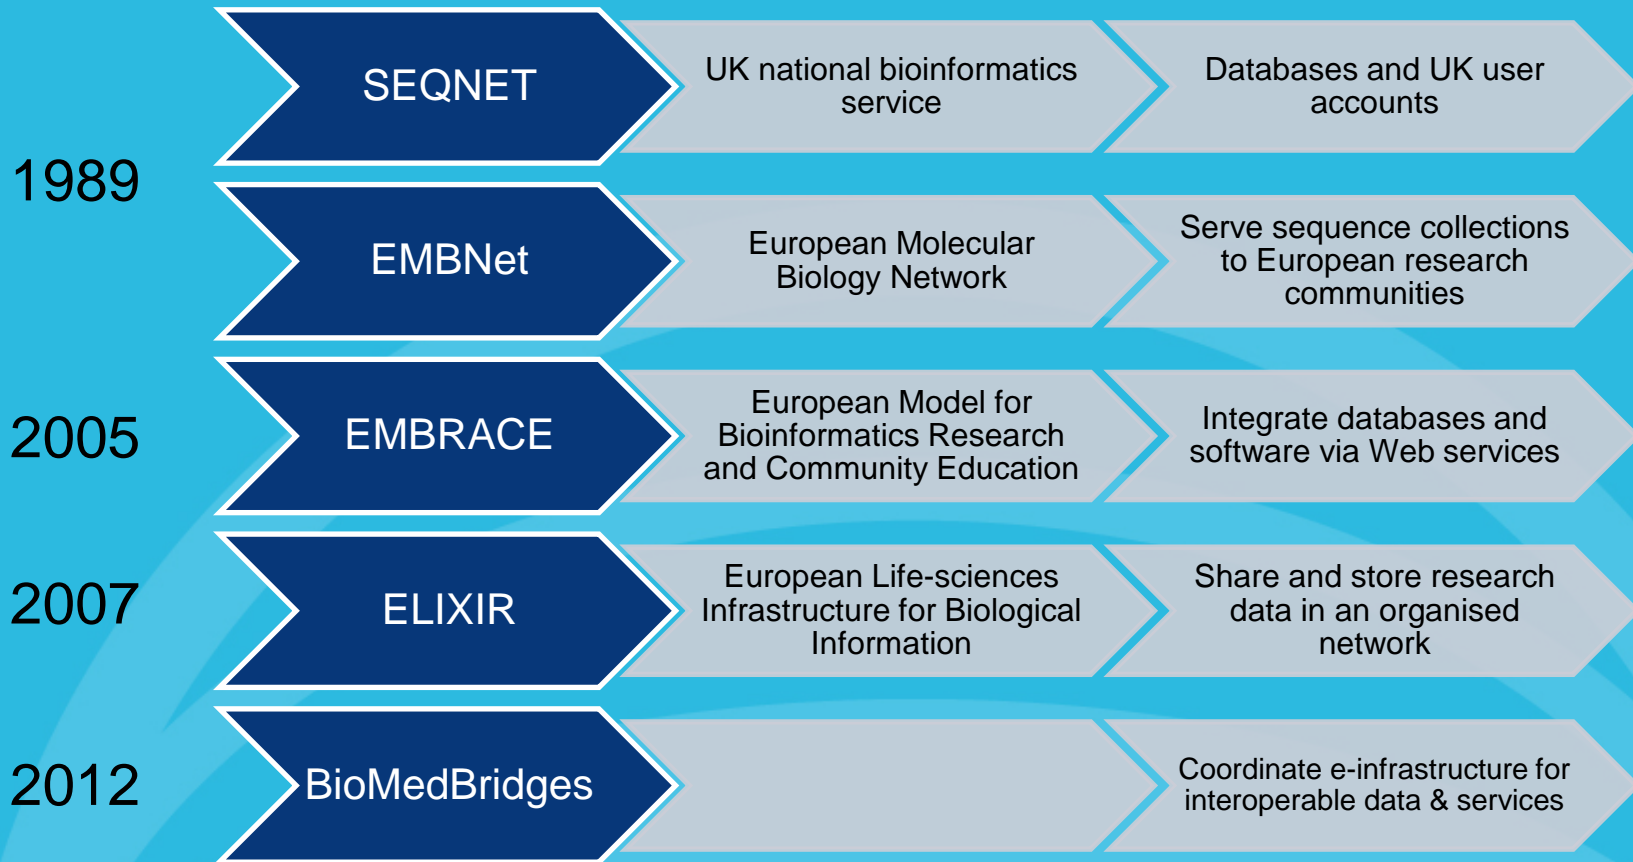 SEQNET
UK national bioinformatics
service
Databases and UK user
accounts
1989
EMBNet
European Molecular
Biology Network
Serve sequence collections
to European research
communities
2005
EMBRACE
European Model for
Bioinformatics Research
and Community Education
Integrate databases and
software via Web services
2007
ELIXIR
European Life-sciences
Infrastructure for Biological
Information
Share and store research
data in an organised
network
2012
BioMedBridges
Coordinate e-infrastructure for
interoperable data & services